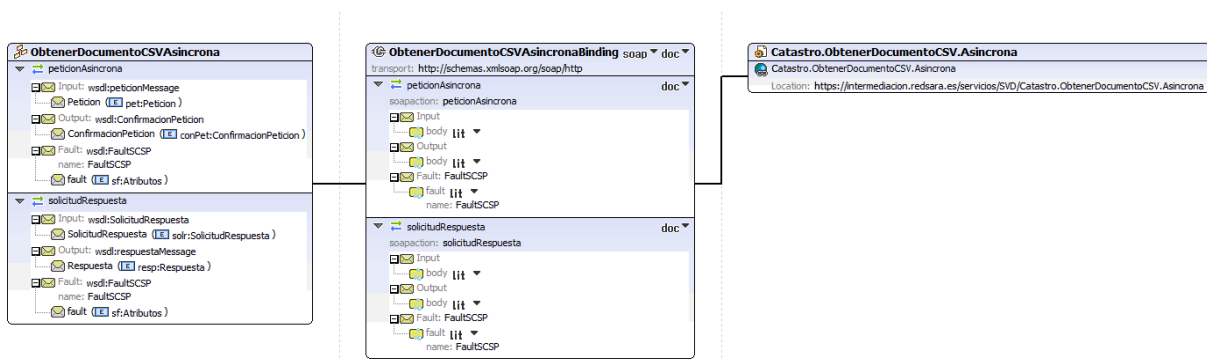 ObtenerDocumentoCSVAsincrona
peticionAsincrona
Input: wsdl:peticionMessage
Peticion (E pet:Peticion )
Output: wsdl:ConfirmacionPeticion
ConfirmacionPeticion (E conPet:ConfirmacionPeticion )
Fault: wsdl:FaultSCSP
name: FaultSCSP
fault (E sf:Atributos )
solicitudRespuesta
Input: wsdl:SolicitudRespuesta
SolicitudRespuesta (E solr:SolicitudRespuesta )
Output: wsdl:respuestaMessage
Respuesta (E resp:Respuesta )
Fault: wsdl:FaultSCSP
name: FaultSCSP
fault (E sf:Atributos )
ObtenerDocumentoCSVAsincronaBinding soap doc
transport: http://schemas.xmlsoap.org/soap/http
peticionAsincrona doc
soapaction: peticionAsincrona
Input
body lit
Output
body lit
Fault: FaultSCSP
fault lit
name: FaultSCSP
solicitudRespuesta doc
soapaction: solicitudRespuesta
Input
body lit
Output
body lit
Fault: FaultSCSP
fault lit
name: FaultSCSP
Catastro.ObtenerDocumentoCSV.Asincrona
Catastro.ObtenerDocumentoCSV.Asincrona
Location: https://intermediacion.redsara.es/servicios/SVD/Catastro.ObtenerDocumentoCSV.Asincrona